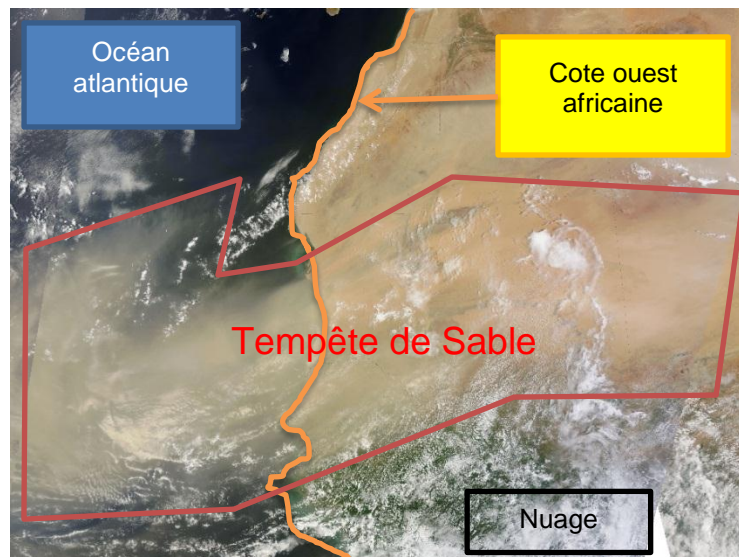 Océan
atlantique
Cote ouest
africaine
Tempête de Sable
Nuage